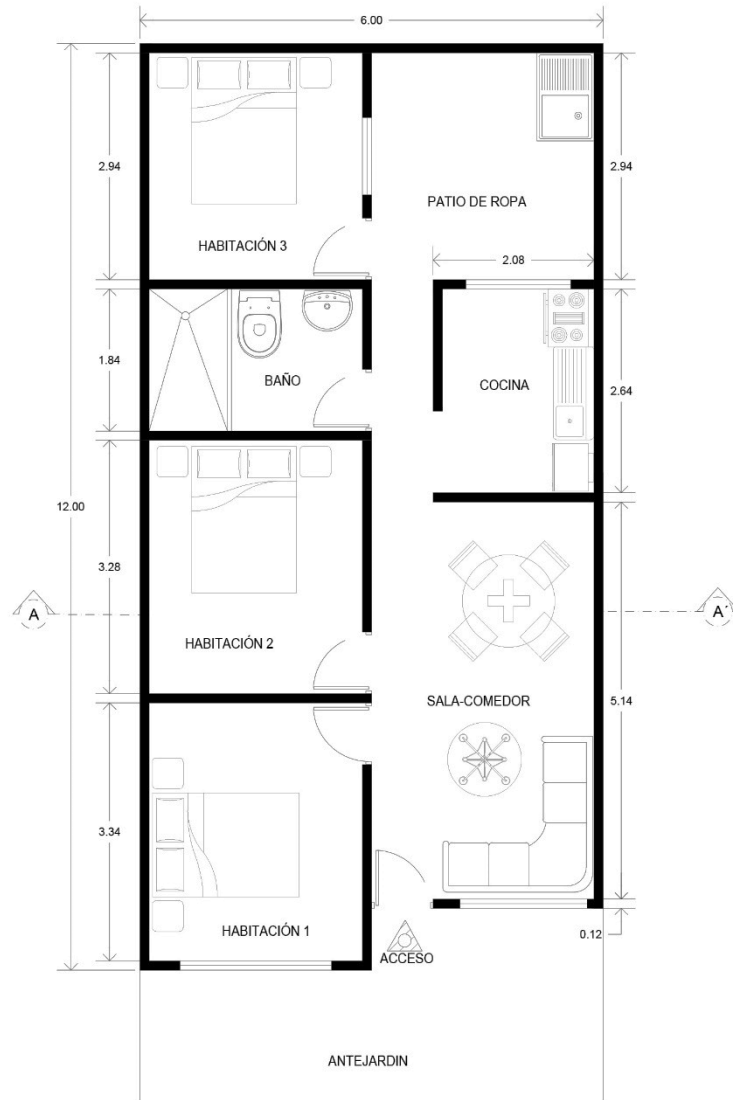 6.00
2.94
2.94
PATIO DE ROPA
HABITACIÓN 3
2.08
1.84
BAÑO
COCINA
2.64
12.00
3.28
A
A´
HABITACIÓN 2
SALA-COMEDOR
5.14
3.34
HABITACIÓN 1
0.12
ACCESO
ANTEJARDIN